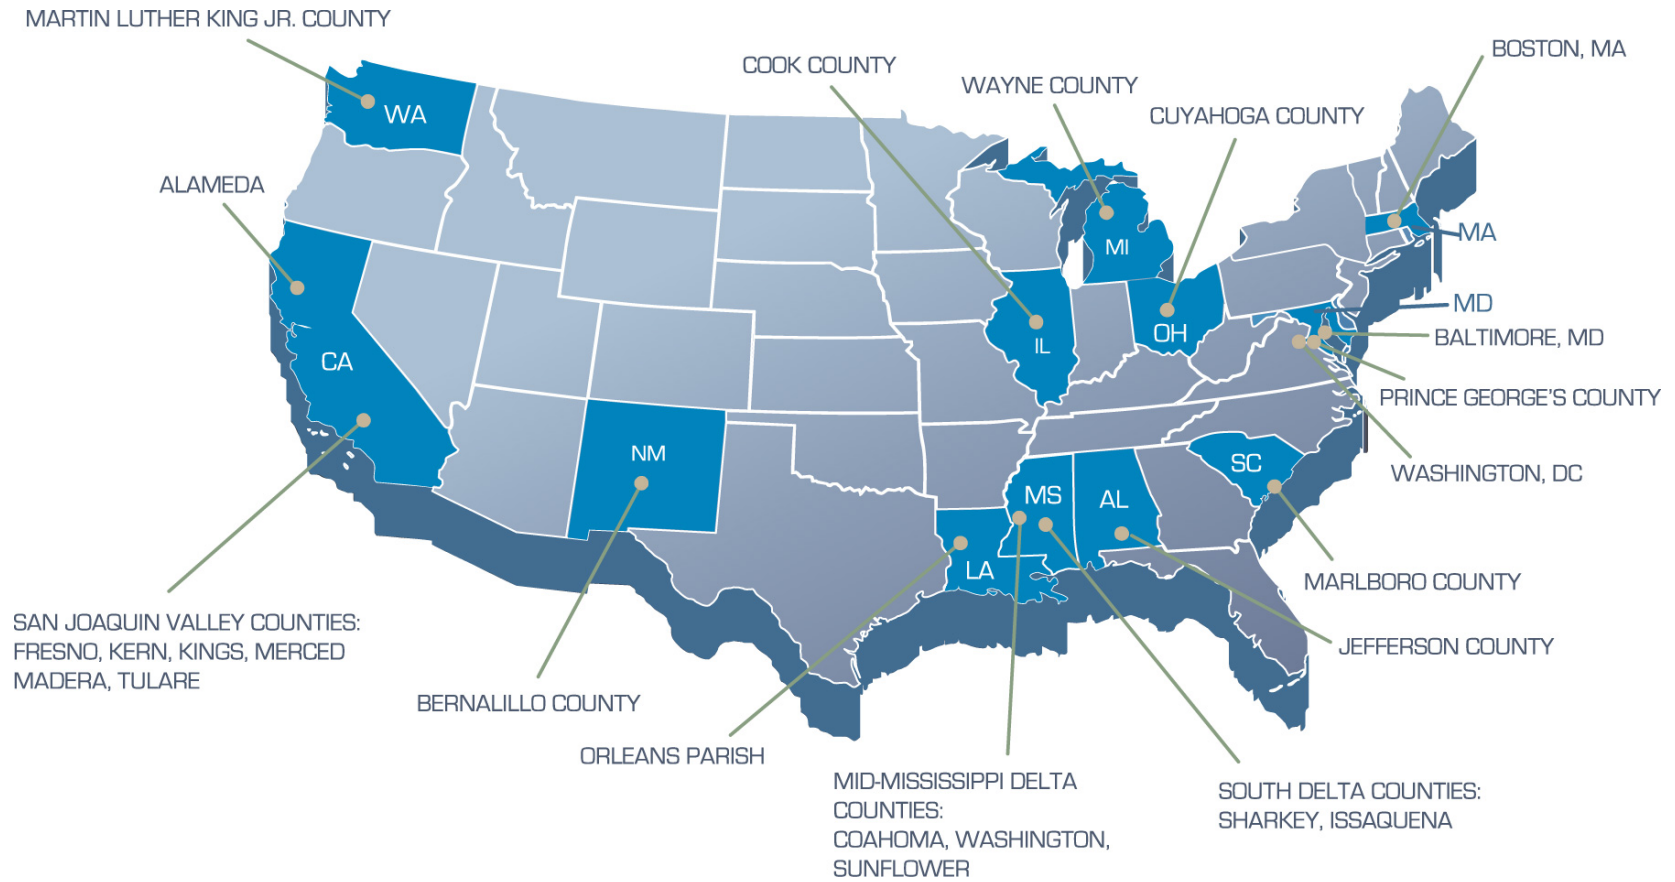 MARTIN LUTHER KING JR. COUNTY
COOK COUNTY
WAYNE COUNTY
BOSTON, MA
CUYAHOGA COUNTY
WA
ALAMEDA
MA
MI
MD
OH
IL
BALTIMORE, MD
CA
PRINCE GEORGE'S COUNTY
NM
SC
WASHINGTON, DC
MS
AL
LA
MARLBORO COUNTY
SAN JOAQUIN VALLEY COUNTIES:
FRESNO, KERN, KINGS, MERCED
MADERA, TULARE
JEFFERSON COUNTY
BERNALILLO COUNTY
ORLEANS PARISH
MID-MISSISSIPPI DELTA
COUNTIES:
COAHOMA, WASHINGTON,
SUNFLOWER
SOUTH DELTA COUNTIES:
SHARKEY, ISSAQUENA